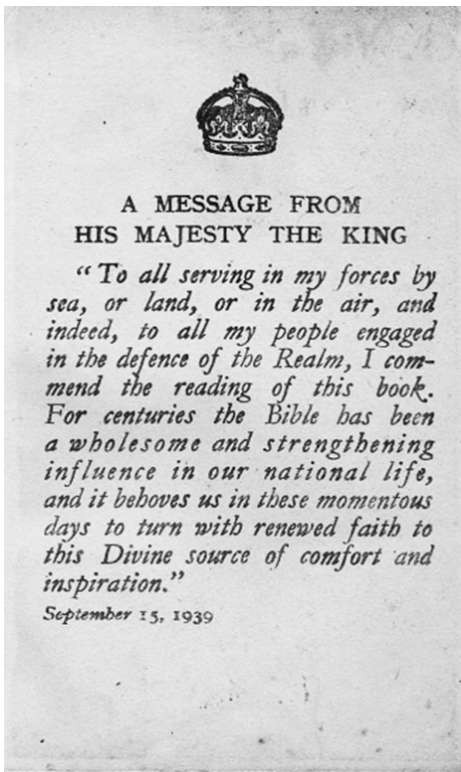 A MESSAGE FROM
HIS MAJESTY THE KING
“To all serving in my forces by
sea, or land, or in the air, and
indeed, to all my people engaged
in the defence of the Realm, I com-
mend the reading of this book.
For centuries the Bible has been
a wholesome and strengthening
influence in our national life,
and it behoves us in these momentous
days to turn with renewed faith to
this Divine source of comfort and
inspiration.”
September 15, 1939